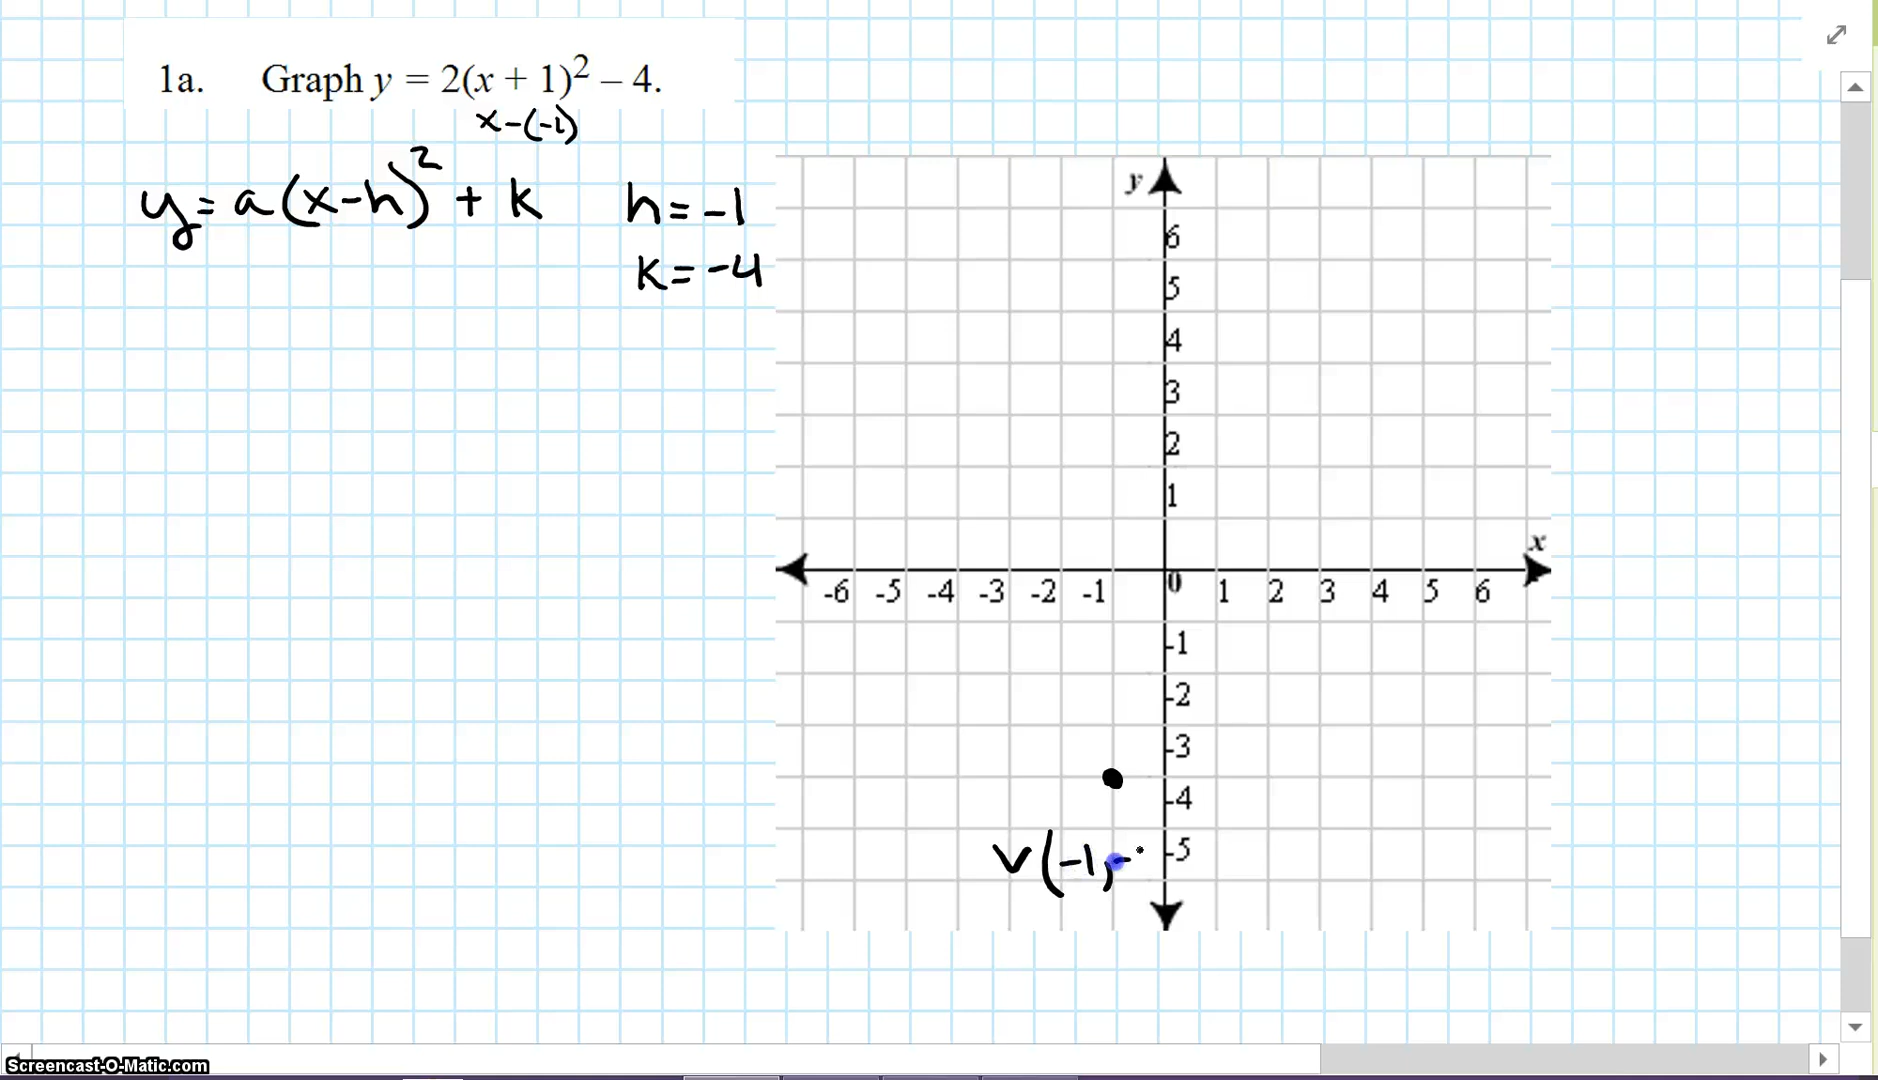 1a. Graph y = 2(x + 1)² – 4.
x-(-1)
y = a(x-h)² + k
h = -1
k = -4
y
6
5
4
3
2
1
x
-6 -5 -4 -3 -2 -1 0 1 2 3 4 5 6
-1
-2
-3
-4
-5
V(-1,-
Screencast-O-Matic.com